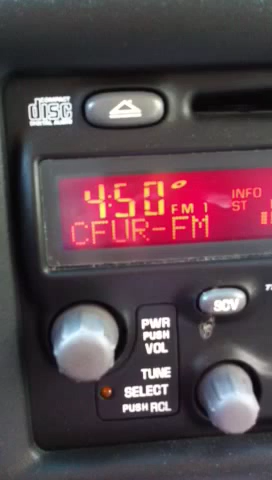 COMPACT
disc
DIGITAL AUDIO
4:50 FM 1
INFO
ST
CFUR-FM
SCV
PWR
PUSH
VOL
TUNE
SELECT
PUSH RCL